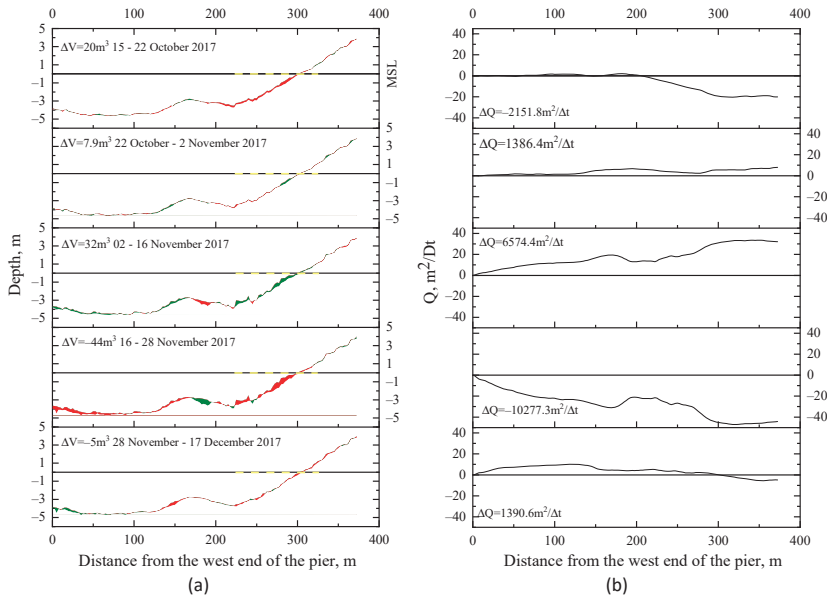 0 100 200 300 400
5
3
1
−1
−3
−5
MSL
ΔV=20m³ 15 - 22 October 2017
5
3
1
−1
−3
−5
ΔV=7.9m³ 22 October - 2 November 2017
5
3
1
−1
−3
−5
ΔV=32m³ 02 - 16 November 2017
5
3
1
−1
−3
−5
ΔV=–44m³ 16 - 28 November 2017
5
3
1
−1
−3
−5
ΔV=–5m³ 28 November - 17 December 2017
Depth, m
0 100 200 300 400
Distance from the west end of the pier, m
(a)
0 100 200 300 400
40
20
0
−20
−40
ΔQ=–2151.8m²/Δt
40
20
0
−20
−40
ΔQ=1386.4m²/Δt
40
20
0
−20
−40
ΔQ=6574.4m²/Δt
40
20
0
−20
−40
ΔQ=–10277.3m²/Δt
40
20
0
−20
−40
ΔQ=1390.6m²/Δt
Q, m²/Dt
0 100 200 300 400
Distance from the west end of the pier, m
(b)